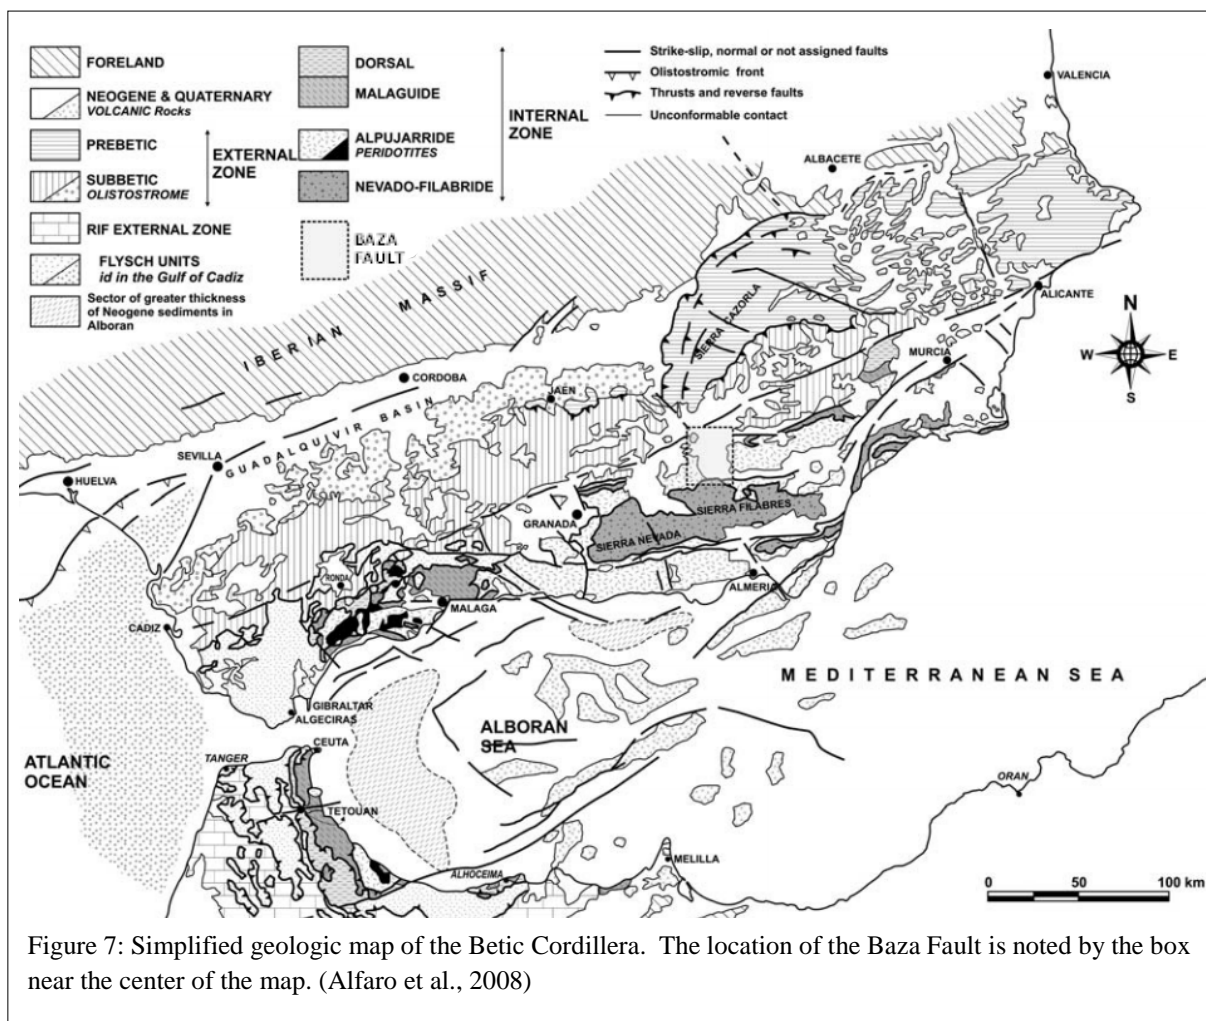 FORELAND
NEOGENE & QUATERNARY
VOLCANIC Rocks
PREBETIC
EXTERNAL
ZONE
SUBBETIC
OLISTOSTROME
RIF EXTERNAL ZONE
FLYSCH UNITS
id in the Gulf of Cadiz
Sector of greater thickness
of Neogene sediments in
Alboran
DORSAL
MALAGUIDE
INTERNAL
ZONE
ALPUJARRIDE
PERIDOTITES
NEVADO-FILABRIDE
BAZA
FAULT
Strike-slip, normal or not assigned faults
Olistostromic front
Thrusts and reverse faults
Unconformable contact
VALENCIA
ALBACETE
IBERIAN MASSIF
SIERRA CAZORLA
ALICANTE
N
W E
S
MURCIA
CORDOBA
JAEN
GUADALQUIVIR BASIN
SEVILLA
HUELVA
GRANADA
SIERRA FILABRES
SIERRA NEVADA
RONDA
ALMERIA
MALAGA
CADIZ
MEDITERRANEAN SEA
GIBRALTAR
ALGECIRAS
ALBORAN
SEA
CEUTA
TANGER
ATLANTIC
OCEAN
ORAN
TETOUAN
MELILLA
ALHOCEIMA
0 50 100 km
Figure 7: Simplified geologic map of the Betic Cordillera. The location of the Baza Fault is noted by the box
near the center of the map. (Alfaro et al., 2008)